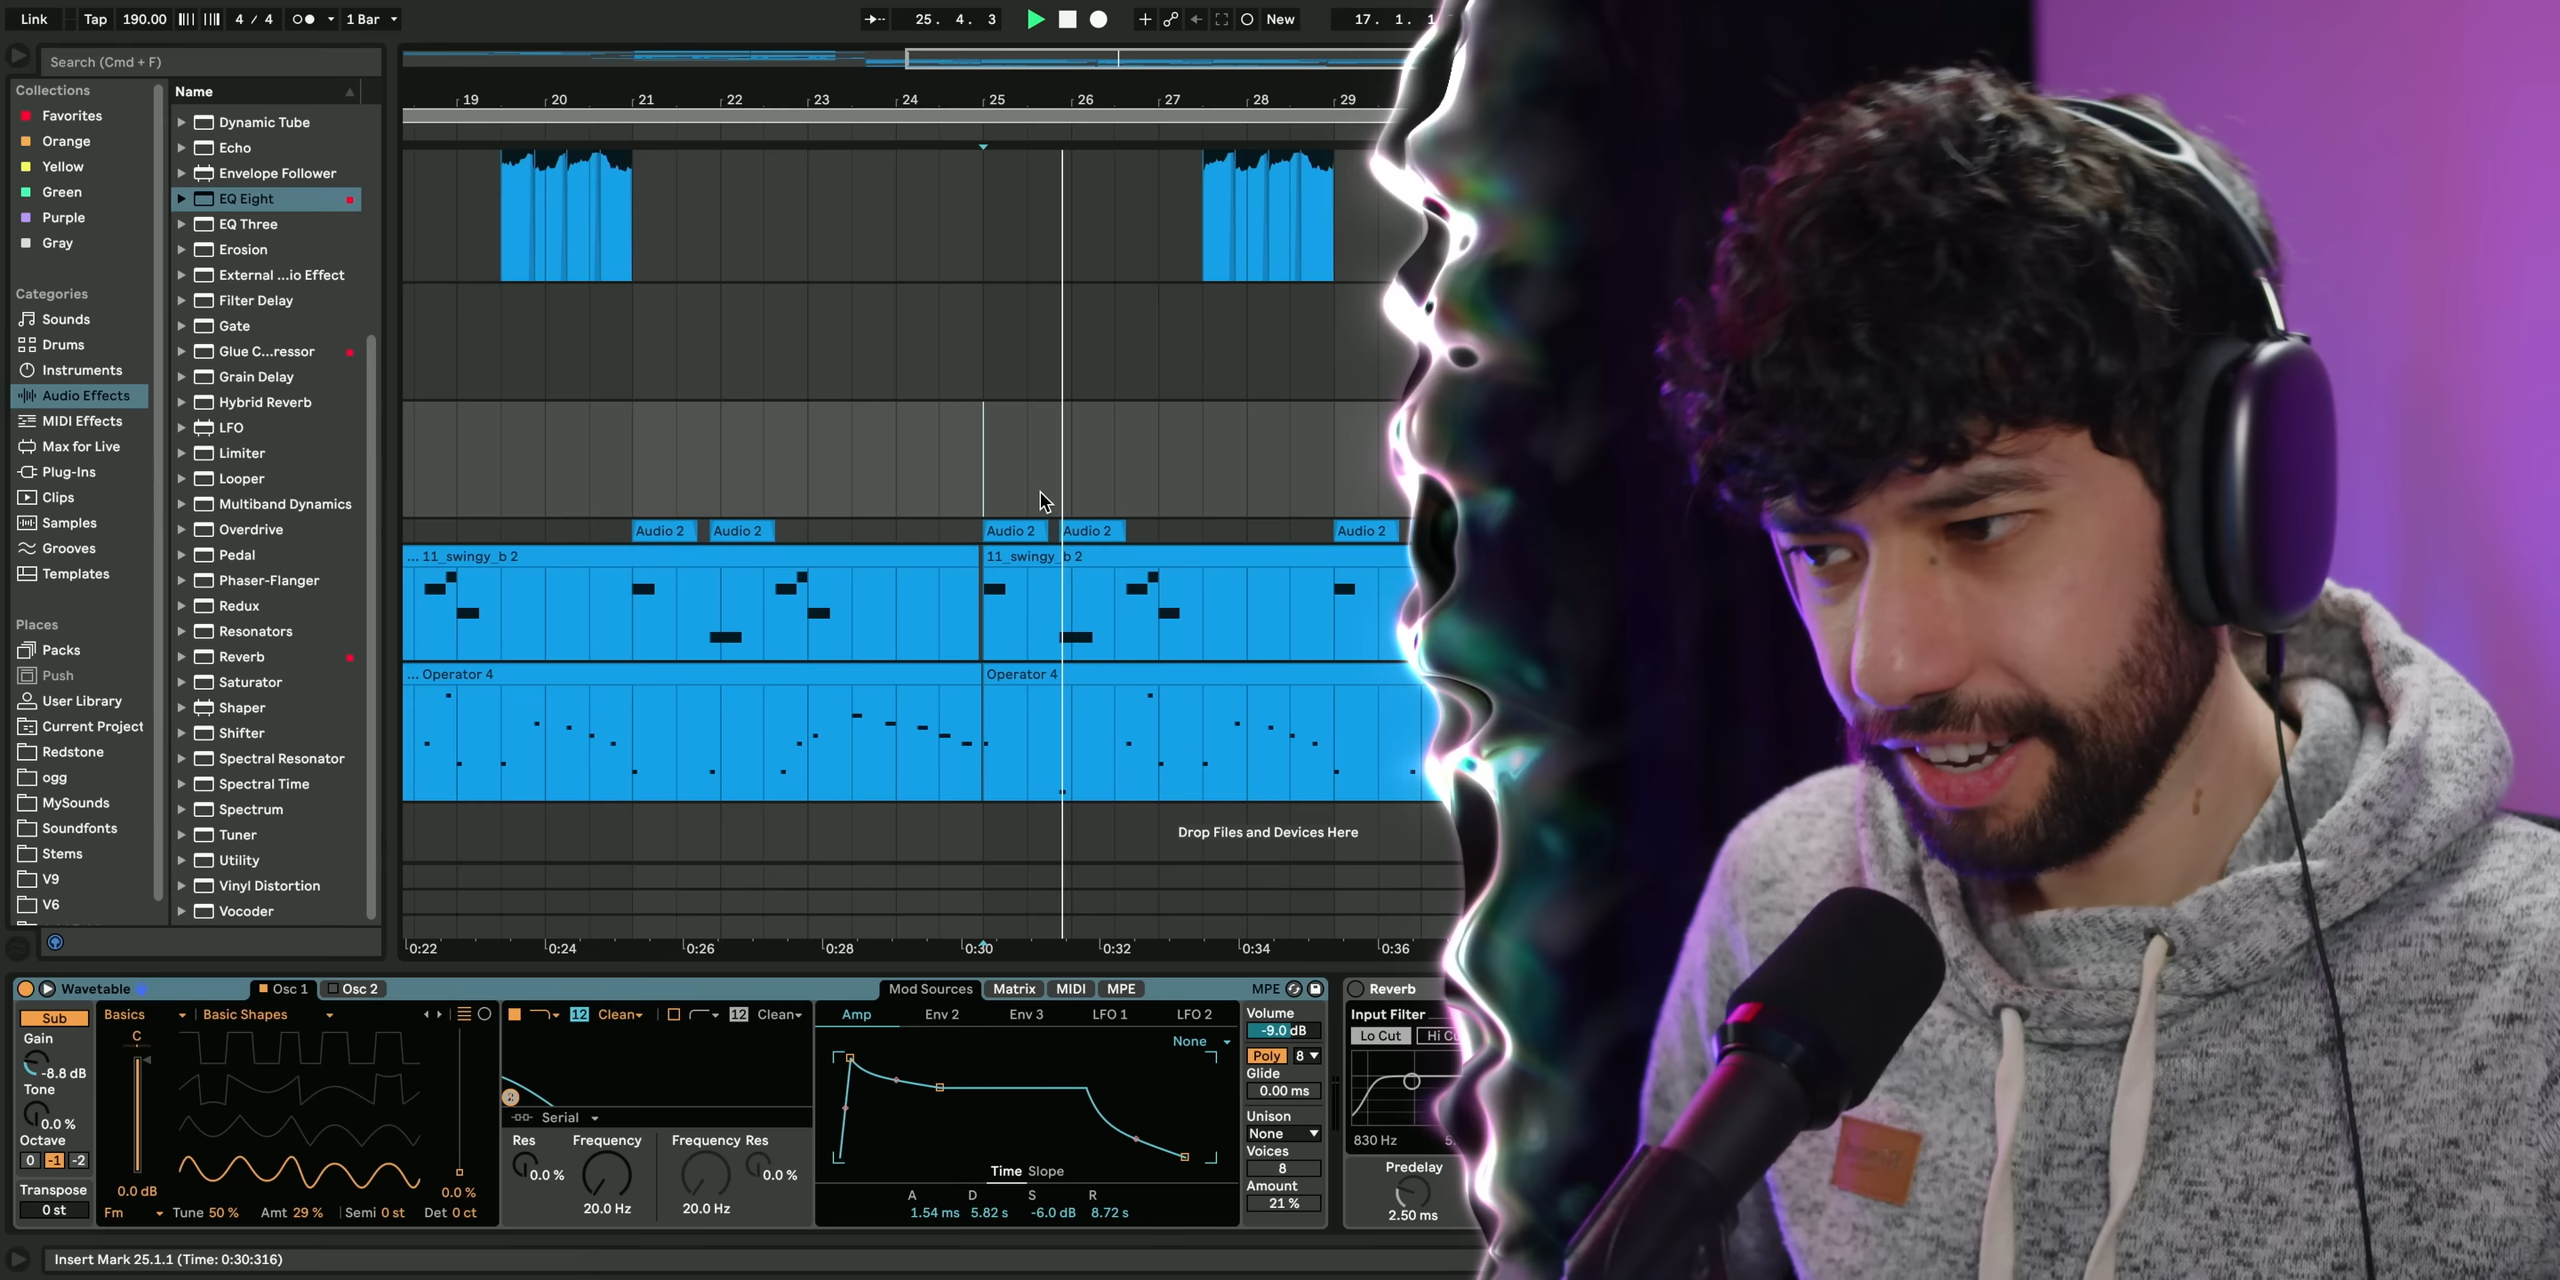 Link Tap 190.00 4 / 4 1 Bar 25. 4. 3 New 17. 1. 1
Search (Cmd + F)
Collections
Favorites
Orange
Yellow
Green
Purple
Gray
Categories
Sounds
Drums
Instruments
Audio Effects
MIDI Effects
Max for Live
Plug-Ins
Clips
Samples
Grooves
Templates
Places
Packs
Push
User Library
Current Project
Redstone
ogg
MySounds
Soundfonts
Stems
V9
V6
Name
Dynamic Tube
Echo
Envelope Follower
EQ Eight
EQ Three
Erosion
External ...io Effect
Filter Delay
Gate
Glue C...ressor
Grain Delay
Hybrid Reverb
LFO
Limiter
Looper
Multiband Dynamics
Overdrive
Pedal
Phaser-Flanger
Redux
Resonators
Reverb
Saturator
Shaper
Shifter
Spectral Resonator
Spectral Time
Spectrum
Tuner
Utility
Vinyl Distortion
Vocoder
19 20 21 22 23 24 25 26 27 28 29
Audio 2 Audio 2 Audio 2 Audio 2 Audio 2
... 11_swingy_b 2 11_swingy_b 2
... Operator 4 Operator 4
Drop Files and Devices Here
0:22 0:24 0:26 0:28 0:30 0:32 0:34 0:36
Wavetable Osc 1 Osc 2 Mod Sources Matrix MIDI MPE MPE
Sub
Gain
-8.8 dB
Tone
0.0 %
Octave
0 -1 -2
Transpose
0 st
Basics Basic Shapes
C
0.0 dB 0.0 %
Fm Tune 50 % Amt 29 % Semi 0 st Det 0 ct
12 Clean 12 Clean
2
Serial
Res Frequency Frequency Res
0.0 % 0.0 %
20.0 Hz 20.0 Hz
Amp Env 2 Env 3 LFO 1 LFO 2
None
Time Slope
A D S R
1.54 ms 5.82 s -6.0 dB 8.72 s
Volume
-9.0 dB
Poly 8
Glide
0.00 ms
Unison
None
Voices
8
Amount
21 %
Reverb
Input Filter
Lo Cut Hi
830 Hz
Predelay
2.50 ms
Insert Mark 25.1.1 (Time: 0:30:316)